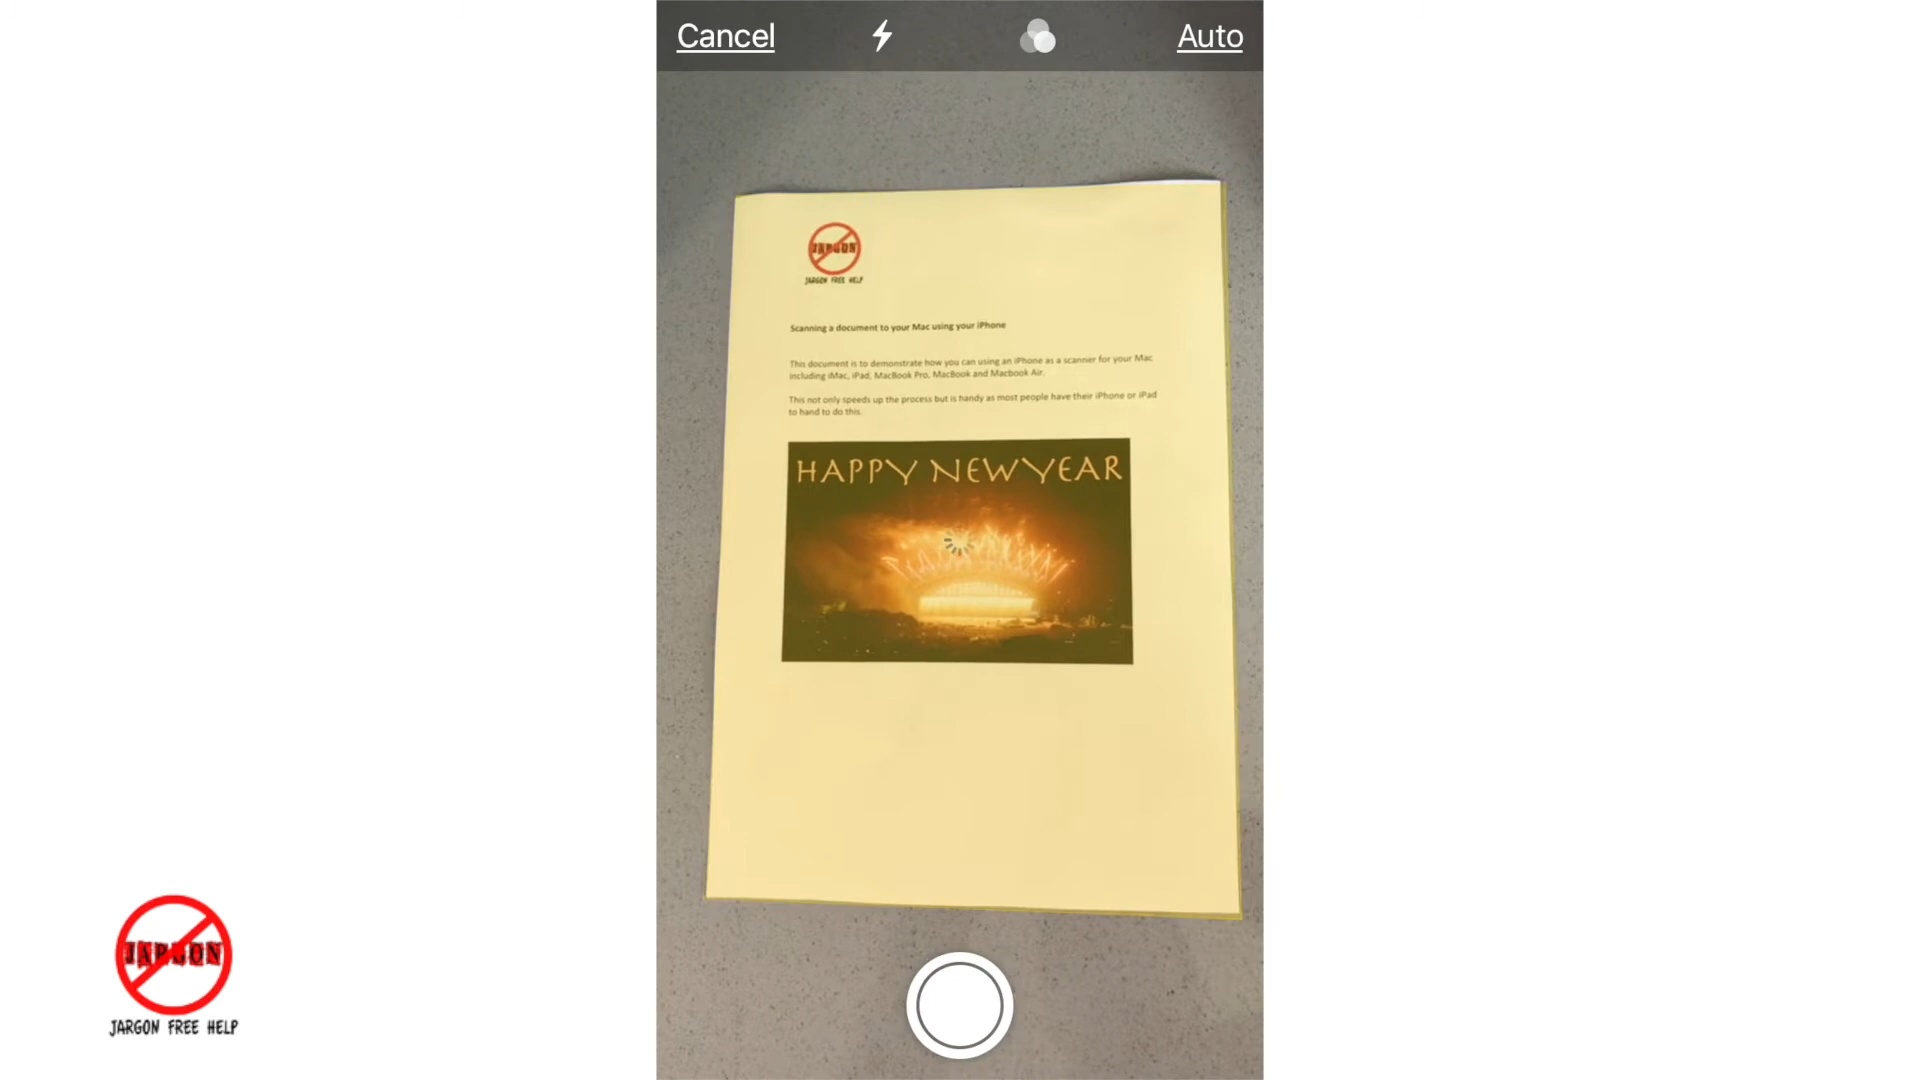 Cancel
Auto
JARGON
JARGON FREE HELP
Scanning a document to your Mac using your iPhone
This document is to demonstrate how you can using an iPhone as a scanner for your Mac
including iMac, iPad, MacBook Pro, MacBook and Macbook Air.
This not only speeds up the process but is handy as most people have their iPhone or iPad
to hand to do this.
HAPPY NEW YEAR
JARGON
JARGON FREE HELP